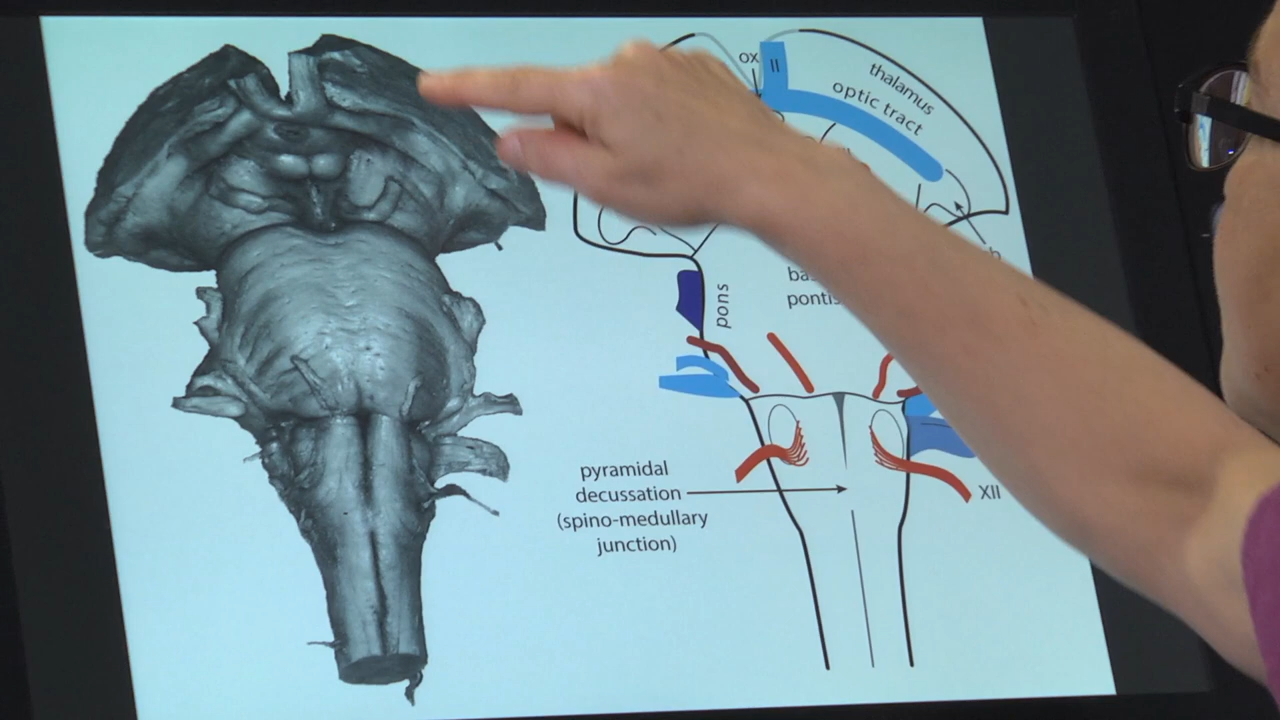 ox
II
thalamus
optic tract
pons
pontis
pyramidal
decussation
(spino-medullary
junction)
XII